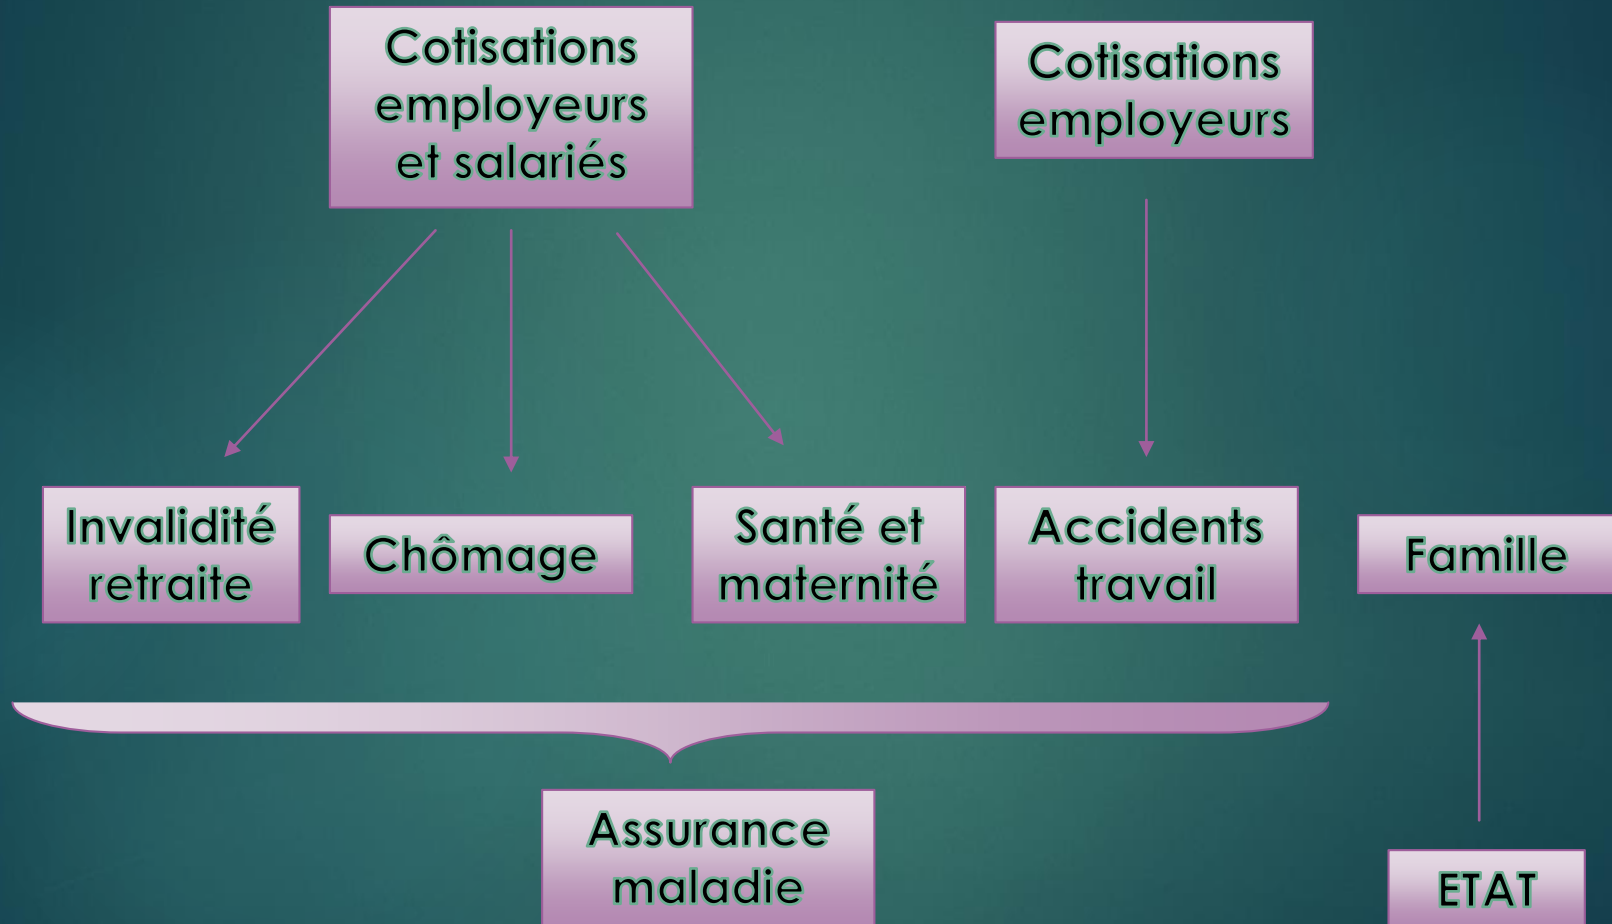 Cotisations
employeurs
et salariés
Cotisations
employeurs
Invalidité
retraite
Chômage
Santé et
maternité
Accidents
travail
Famille
Assurance
maladie
ETAT